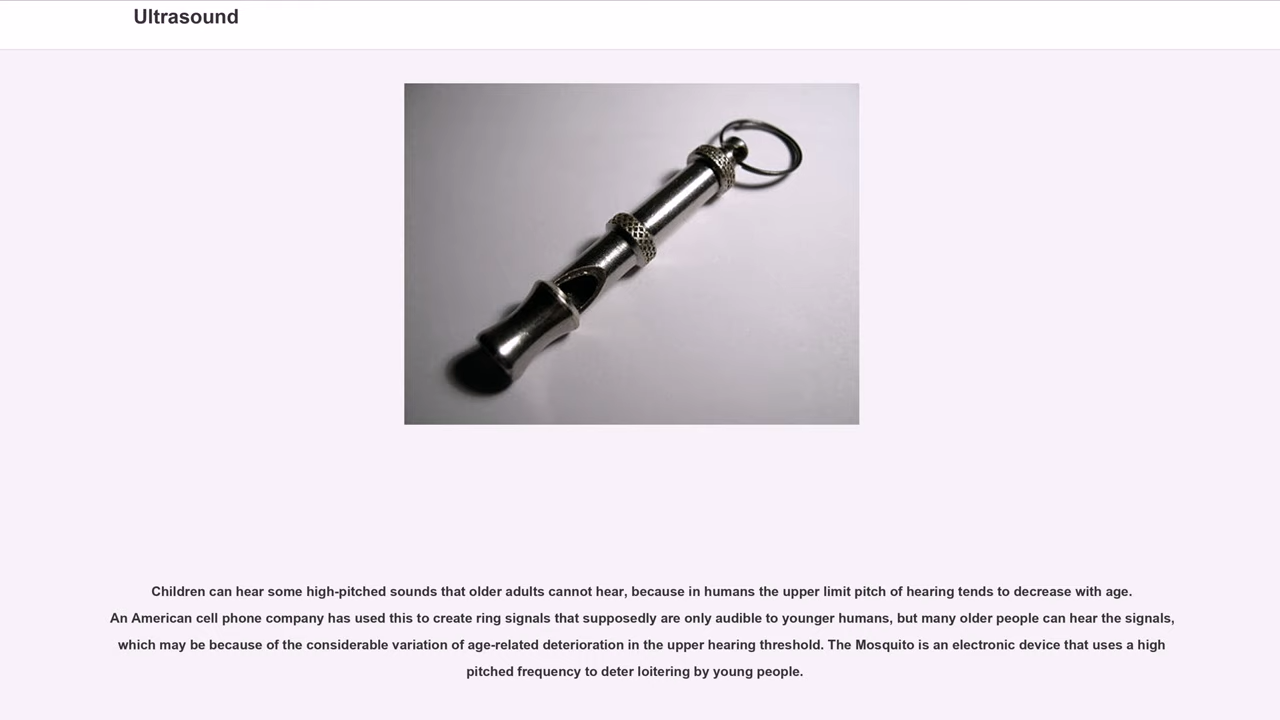 Ultrasound
Children can hear some high-pitched sounds that older adults cannot hear, because in humans the upper limit pitch of hearing tends to decrease with age.
An American cell phone company has used this to create ring signals that supposedly are only audible to younger humans, but many older people can hear the signals,
which may be because of the considerable variation of age-related deterioration in the upper hearing threshold. The Mosquito is an electronic device that uses a high
pitched frequency to deter loitering by young people.